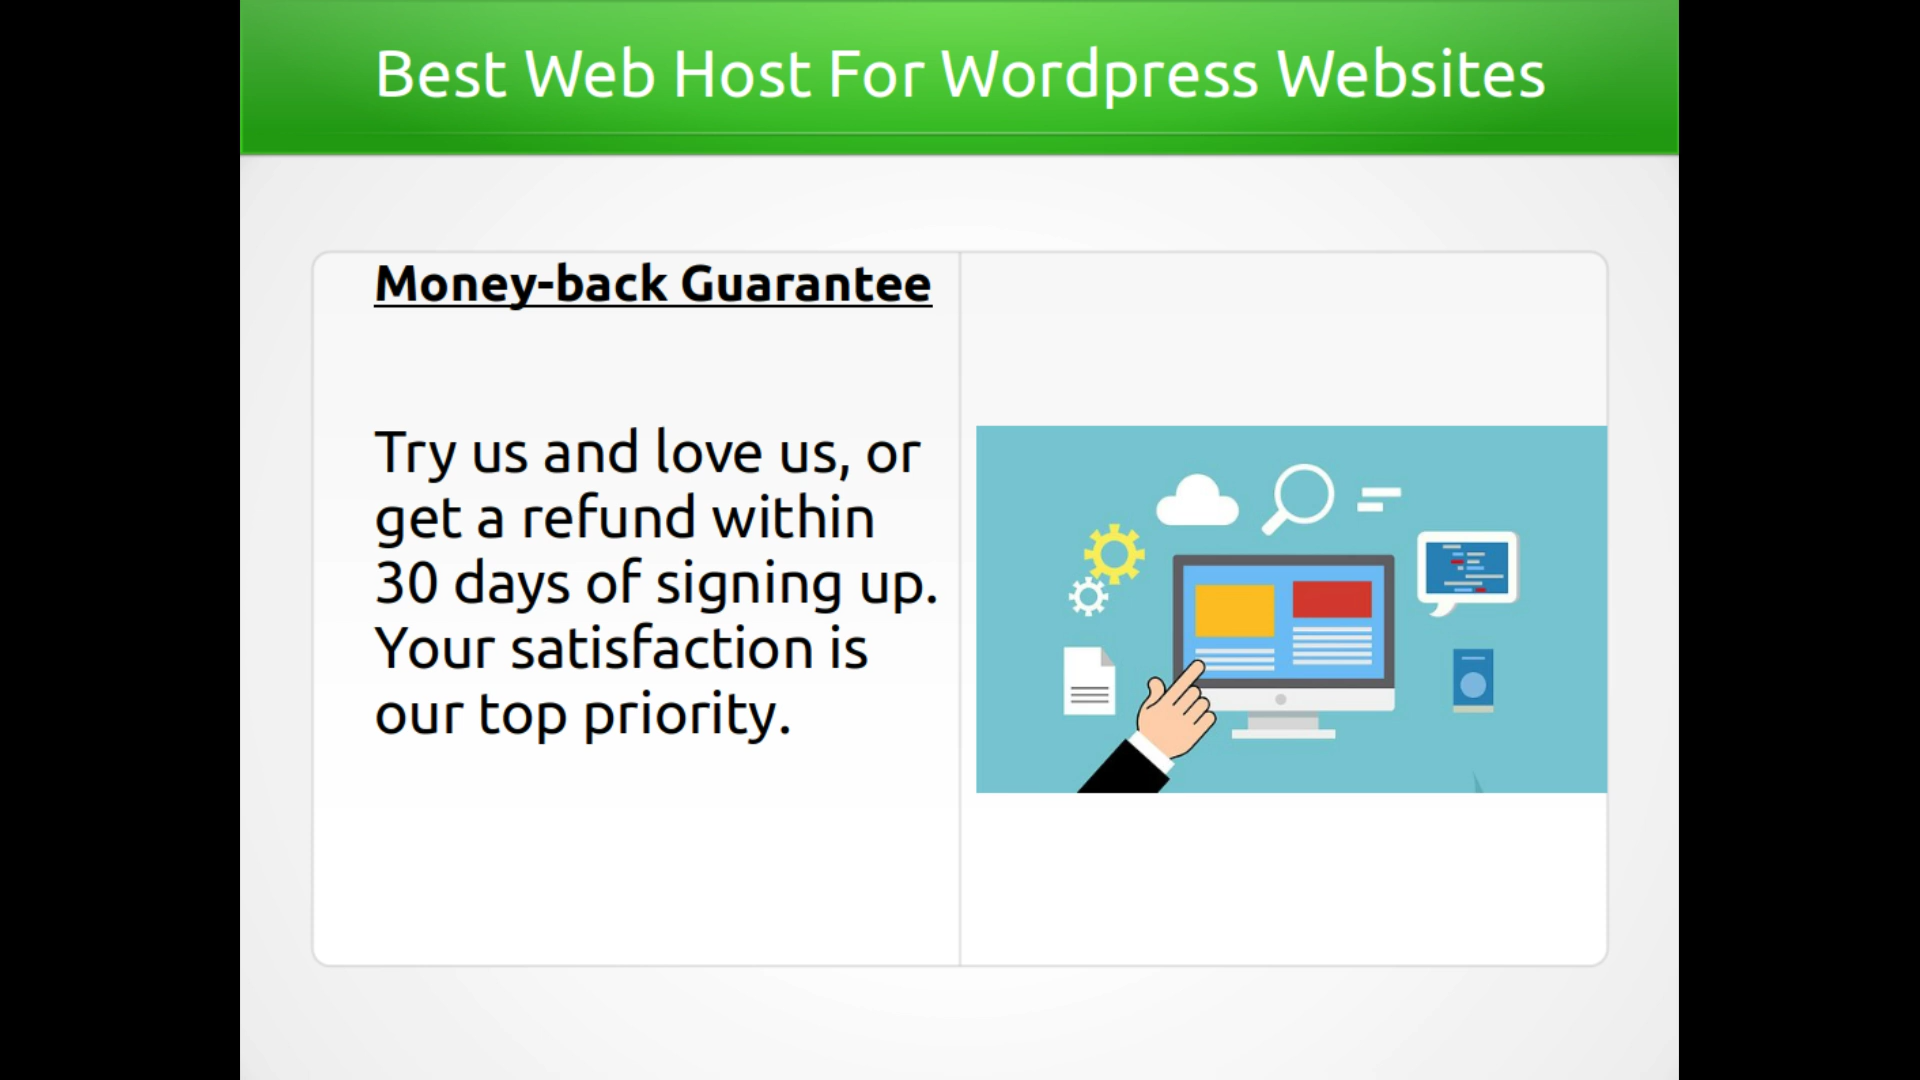 Best Web Host For Wordpress Websites
Money-back Guarantee
Try us and love us, or
get a refund within
30 days of signing up.
Your satisfaction is
our top priority.